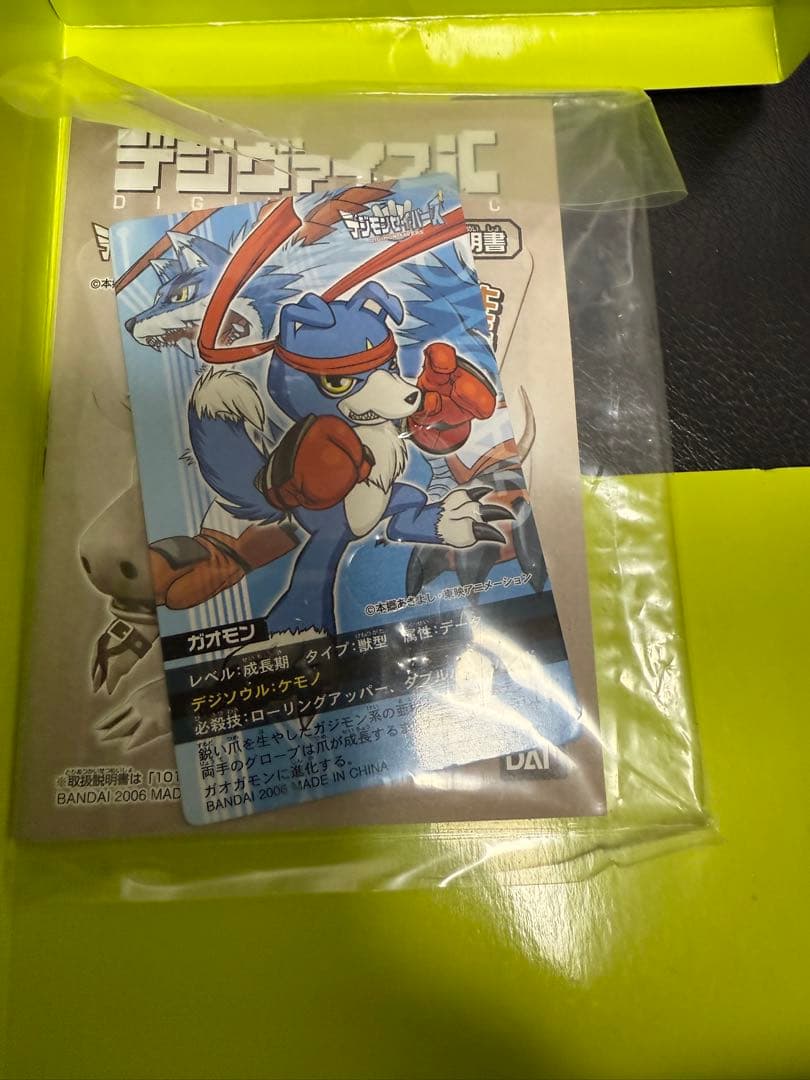 デジヴァイスiC
DIGI C
デジモンセイバーズ
明書
©本
©本郷あきよし・東映アニメーション
ガオモン
レベル:成長期 タイプ:獣型 属性:データ
デジソウル:ケモノ
必殺技:ローリングアッパー、ダブル
鋭い爪を生やしたガジモン系の亜
両手のグローブは爪が成長するま
ガオガモンに進化する。
BANDAI 2006 MADE IN CHINA
※取扱説明書は「101
BANDAI 2006 MAD
DAI